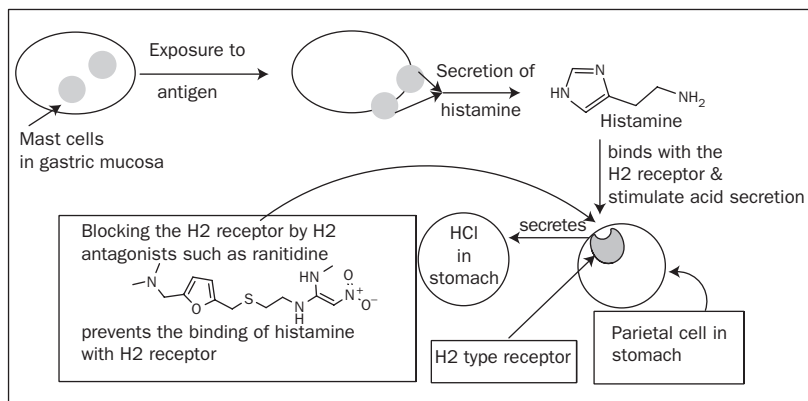 Exposure to
antigen
Secretion of
histamine
HN
N
NH2
Histamine
Mast cells
in gastric mucosa
binds with the
H2 receptor &
stimulate acid secretion
Blocking the H2 receptor by H2
antagonists such as ranitidine
N
O
S
N
H
HN
N+
O
O−
prevents the binding of histamine
with H2 receptor
HCl
in
stomach
secretes
H2 type receptor
Parietal cell in
stomach